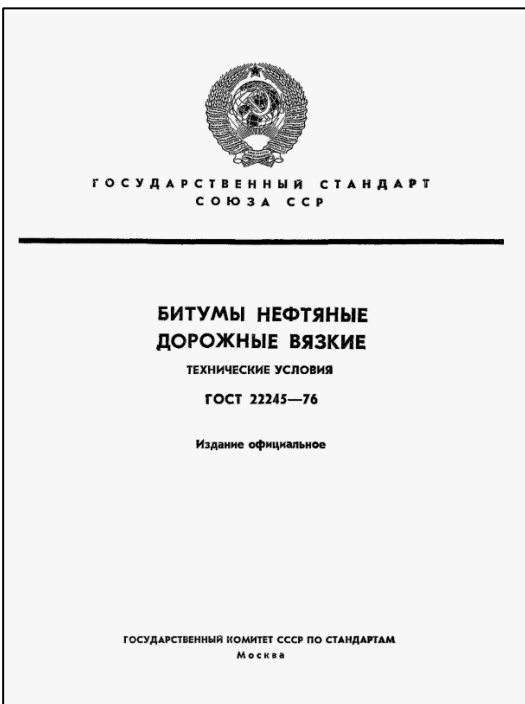 ГОСУДАРСТВЕННЫЙ СТАНДАРТ
СОЮЗА ССР
БИТУМЫ НЕФТЯНЫЕ
ДОРОЖНЫЕ ВЯЗКИЕ
ТЕХНИЧЕСКИЕ УСЛОВИЯ
ГОСТ 22245—76
Издание официальное
ГОСУДАРСТВЕННЫЙ КОМИТЕТ СССР ПО СТАНДАРТАМ
Москва